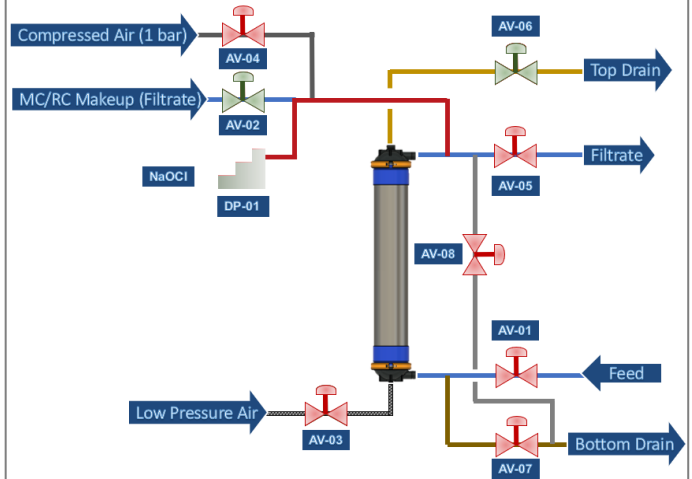 AV-06
Compressed Air (1 bar)
AV-04
Top Drain
MC/RC Makeup (Filtrate)
AV-02
Filtrate
NaOCl
AV-05
DP-01
AV-08
AV-01
Feed
Low Pressure Air
AV-03
Bottom Drain
AV-07